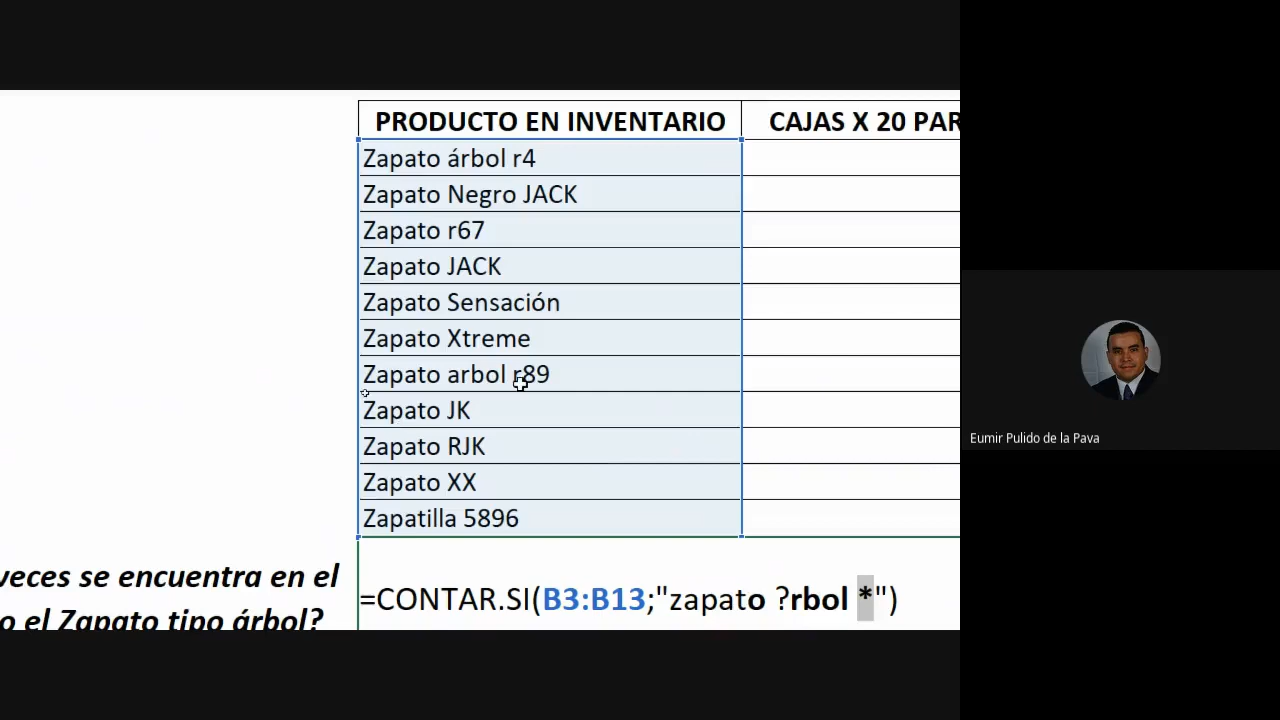 PRODUCTO EN INVENTARIO CAJAS X 20 PAR
Zapato árbol r4
Zapato Negro JACK
Zapato r67
Zapato JACK
Zapato Sensación
Zapato Xtreme
Zapato arbol r89
Zapato JK
Zapato RJK
Zapato XX
Zapatilla 5896
veces se encuentra en el
o el Zapato tipo árbol?
=CONTAR.SI(B3:B13;"zapato ?rbol *")
Eumir Pulido de la Pava